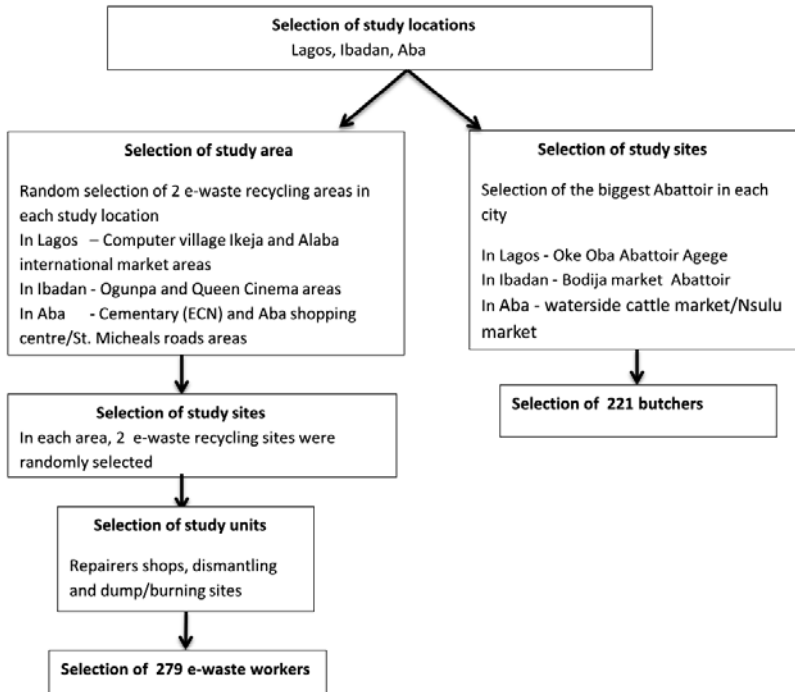 Selection of study locations
Lagos, Ibadan, Aba
Selection of study area
Random selection of 2 e-waste recycling areas in
each study location
In Lagos – Computer village Ikeja and Alaba
international market areas
In Ibadan - Ogunpa and Queen Cinema areas
In Aba - Cementary (ECN) and Aba shopping
centre/St. Micheals roads areas
Selection of study sites
In each area, 2 e-waste recycling sites were
randomly selected
Selection of study units
Repairers shops, dismantling
and dump/burning sites
Selection of 279 e-waste workers
Selection of study sites
Selection of the biggest Abattoir in each
city
In Lagos - Oke Oba Abattoir Agege
In Ibadan - Bodija market Abattoir
In Aba - waterside cattle market/Nsulu
market
Selection of 221 butchers